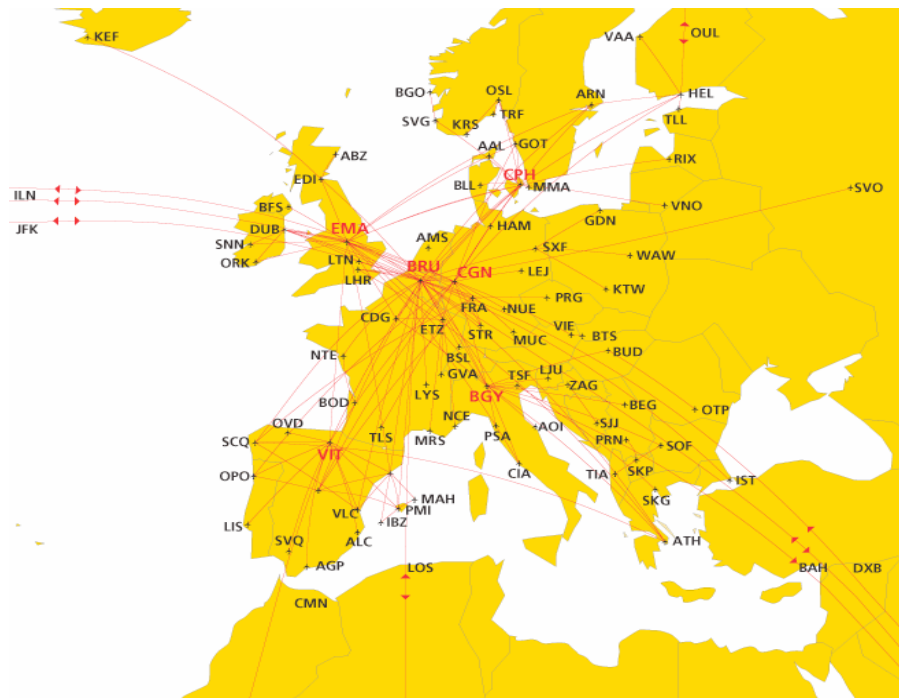 KEF
VAA
OUL
BGO
OSL
ARN
HEL
SVG
KRS
TRF
TLL
AAL
GOT
ABZ
RIX
EDI
CPH
BLL
MMA
SVO
ILN
BFS
VNO
JFK
DUB
EMA
HAM
GDN
SNN
AMS
SXF
WAW
ORK
LTN
BRU
CGN
LHR
LEJ
KTW
FRA
NUE
PRG
CDG
ETZ
STR
VIE
MUC
BTS
NTE
BSL
BUD
GVA
TSF
LJU
LYS
BGY
ZAG
BOD
BEG
OTP
OVD
NCE
SCQ
TLS
MRS
PSA
AOI
SJJ
PRN
SOF
VIT
OPO
CIA
TIA
SKP
IST
MAH
SKG
LIS
VLC
PMI
IBZ
SVQ
ALC
ATH
AGP
LOS
BAH
DXB
CMN